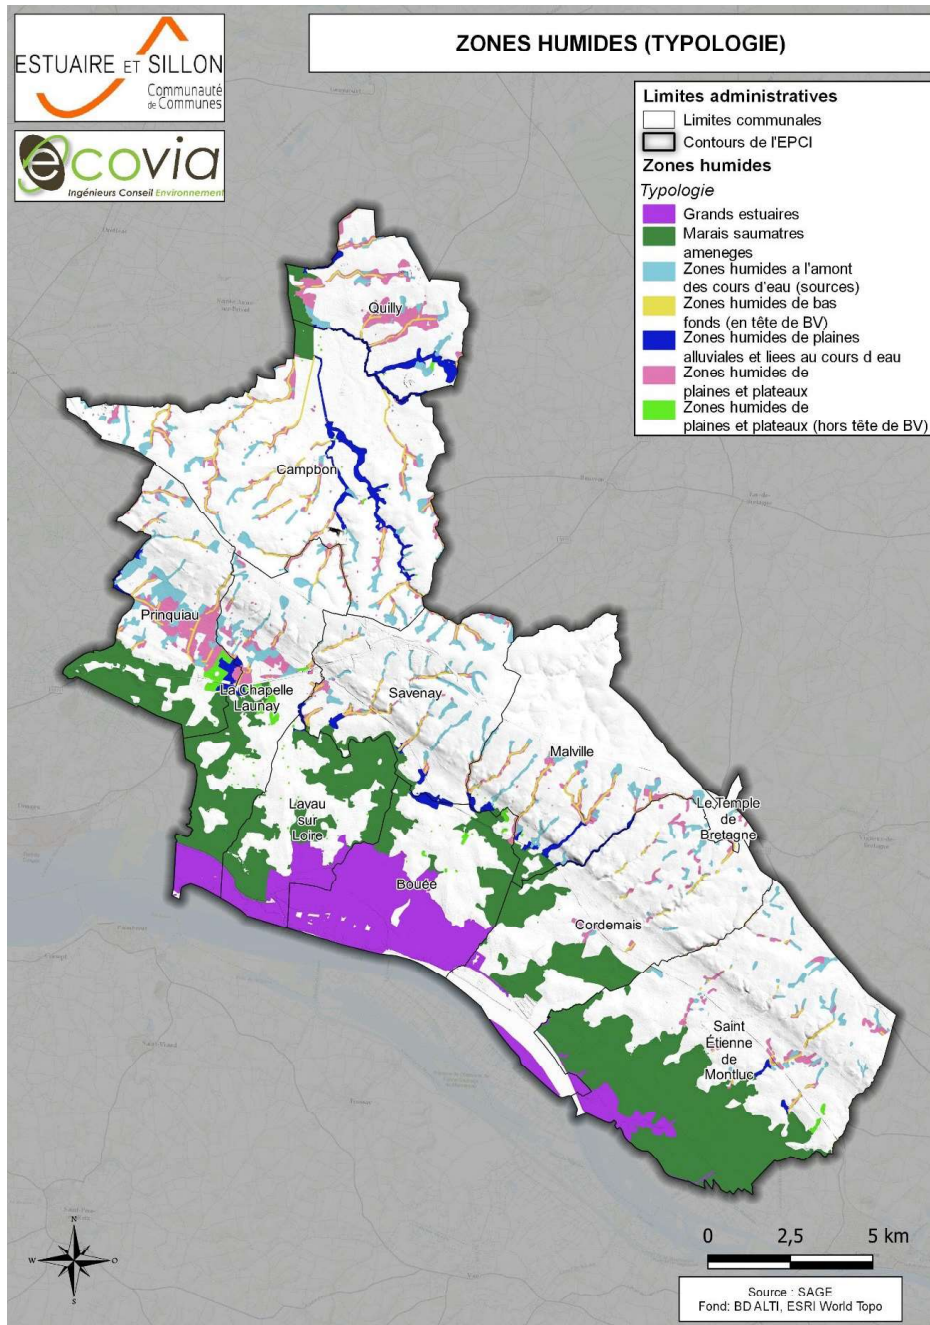 ESTUAIRE ET SILLON
Communauté
de Communes
ecovia
Ingénieurs Conseil Environnement
ZONES HUMIDES (TYPOLOGIE)
Limites administratives
Limites communales
Contours de l'EPCI
Zones humides
Typologie
Grands estuaires
Marais saumatres
ameneges
Zones humides a l'amont
des cours d'eau (sources)
Zones humides de bas
fonds (en tête de BV)
Zones humides de plaines
alluviales et liees au cours d eau
Zones humides de
plaines et plateaux
Zones humides de
plaines et plateaux (hors tête de BV)
Quilly
Campbon
Prinquiau
La Chapelle
Launay
Savenay
Malville
Le Temple
de
Bretagne
Lavau
sur
Loire
Bouée
Cordemais
Saint
Étienne
de
Montluc
N
W
O
S
0 2,5 5 km
Source : SAGE
Fond: BD ALTI, ESRI World Topo